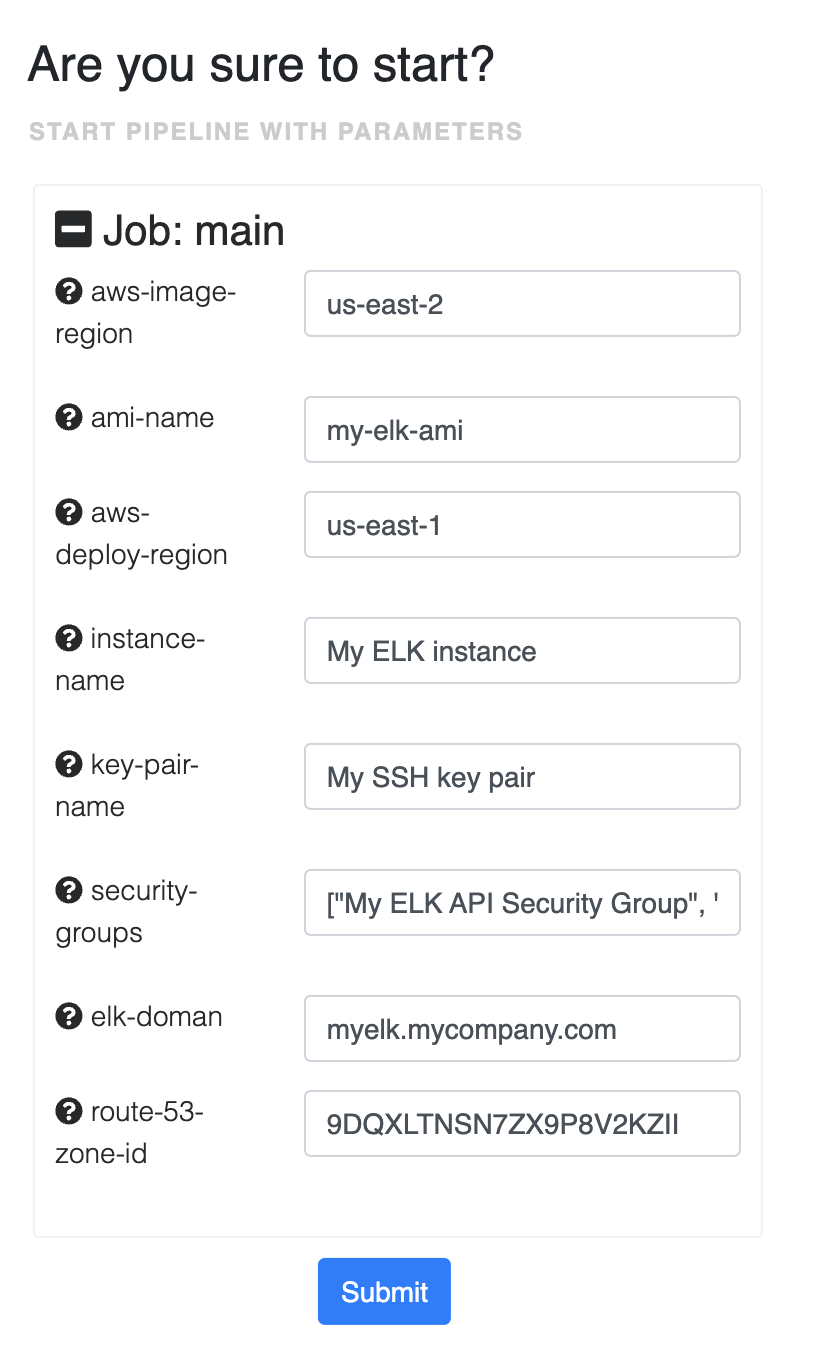 Are you sure to start?
START PIPELINE WITH PARAMETERS
Job: main
aws-image-
region
us-east-2
ami-name
my-elk-ami
aws-
deploy-region
us-east-1
instance-
name
My ELK instance
key-pair-
name
My SSH key pair
security-
groups
["My ELK API Security Group", '
elk-doman
myelk.mycompany.com
route-53-
zone-id
9DQXLTNSN7ZX9P8V2KZII
Submit